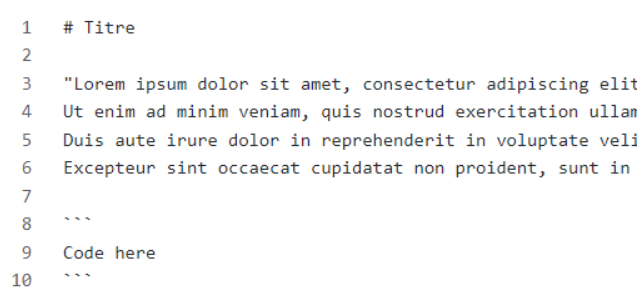 1 # Titre
2
3 "Lorem ipsum dolor sit amet, consectetur adipiscing elit
4 Ut enim ad minim veniam, quis nostrud exercitation ullam
5 Duis aute irure dolor in reprehenderit in voluptate veli
6 Excepteur sint occaecat cupidatat non proident, sunt in
7
8 ```
9 Code here
10 ```